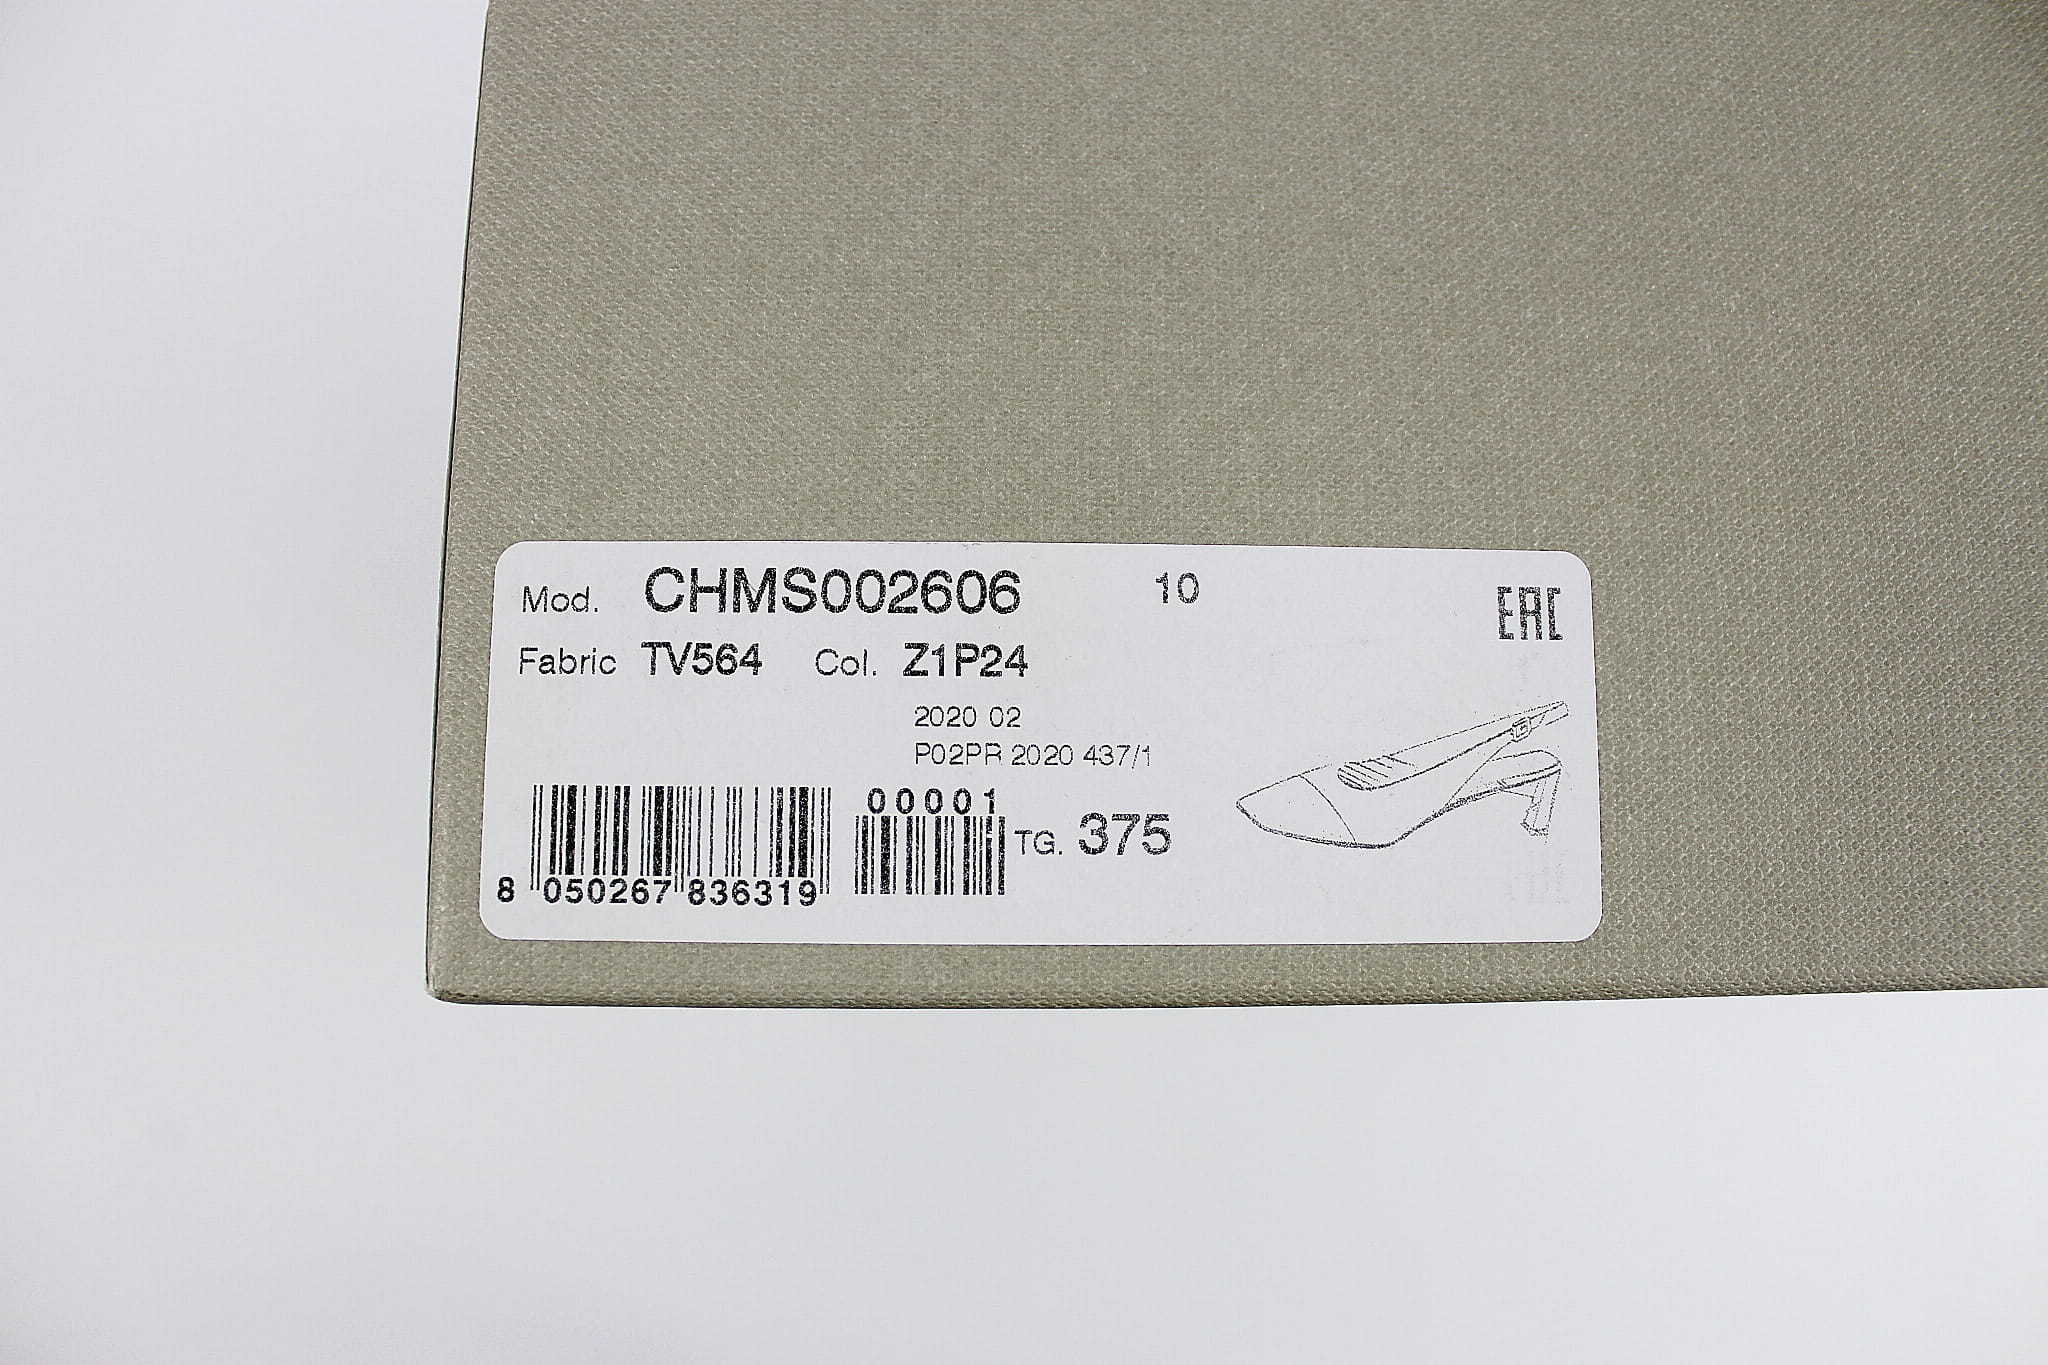 Mod. CHMS002606 10 EAC
Fabric TV564 Col. Z1P24
2020 02
P02PR 2020 437/1
00001
TG. 375
8 050267 836319